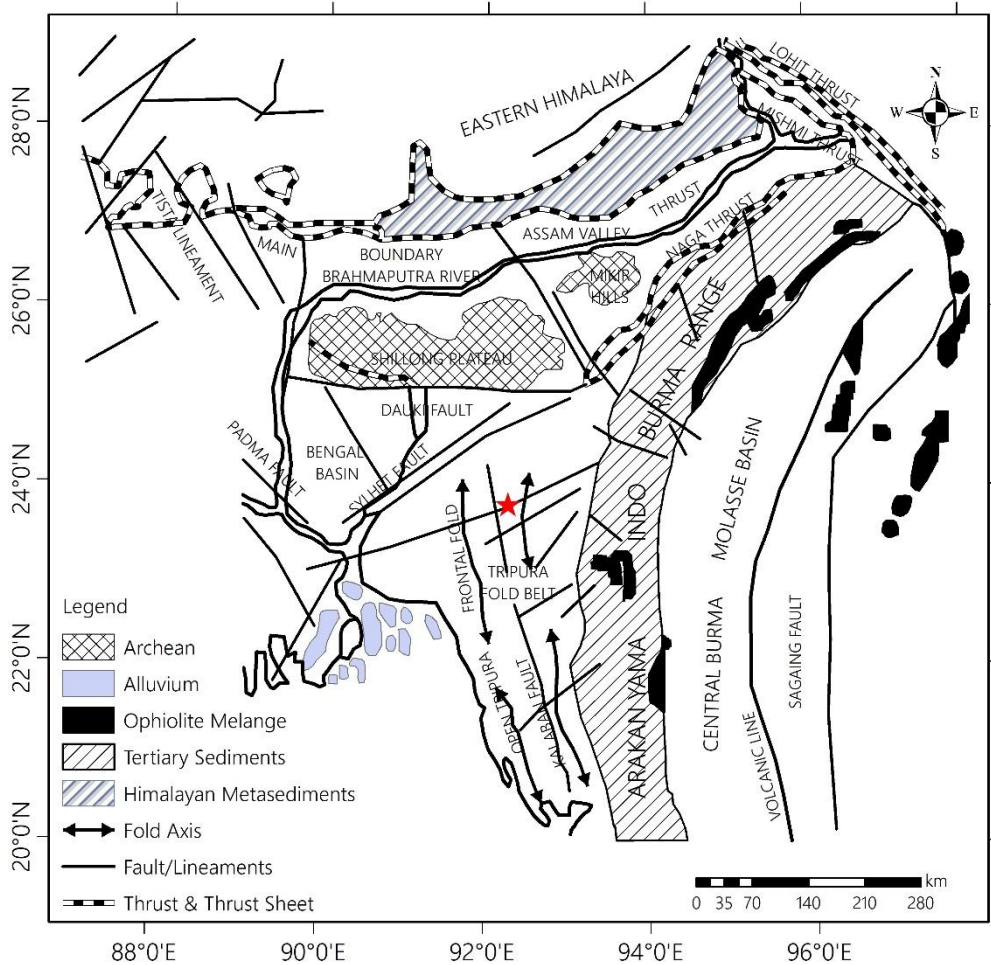 LOHIT THRUST
N
W
E
S
EASTERN HIMALAYA
MISHMI THRUST
28°0'N
TISTA LINEAMENT
MAIN
BOUNDARY
THRUST
ASSAM VALLEY
NAGA THRUST
BRAHMAPUTRA RIVER
MIKIR
HILLS
26°0'N
SHILLONG PLATEAU
DAUKI FAULT
PADMA FAULT
BENGAL
BASIN
SYLHET FAULT
24°0'N
INDO
BURMA
RANGE
MOLASSE BASIN
FRONTAL FOLD
TRIPURA
FOLD BELT
Legend
Archean
Alluvium
Ophiolite Melange
Tertiary Sediments
Himalayan Metasediments
Fold Axis
Fault/Lineaments
Thrust & Thrust Sheet
22°0'N
OPEN TRIPURA
KALABAN FAULT
ARAKAN YAMA
CENTRAL BURMA
VOLCANIC LINE
SAGAING FAULT
20°0'N
km
0 35 70 140 210 280
88°0'E 90°0'E 92°0'E 94°0'E 96°0'E